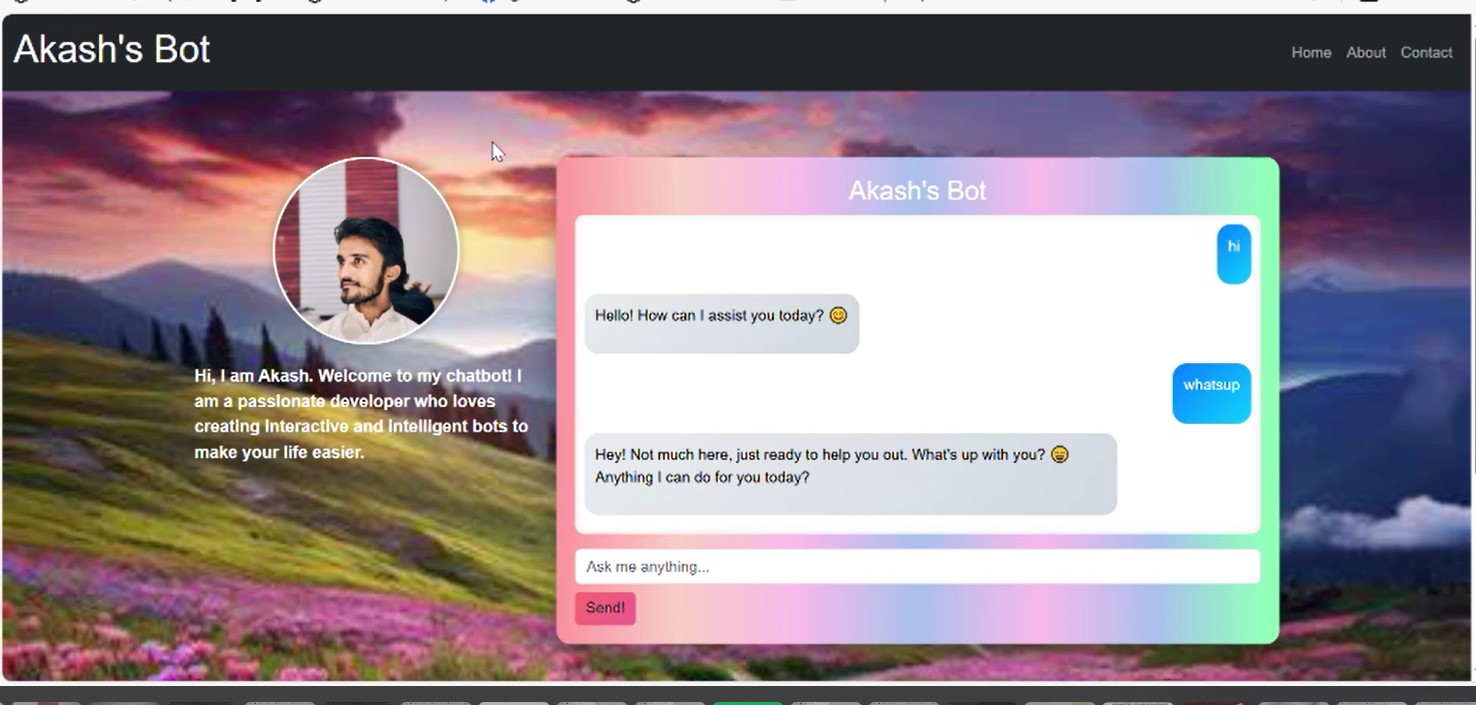 Akash's Bot
Home About Contact
Hi, I am Akash. Welcome to my chatbot! I
am a passionate developer who loves
creating interactive and intelligent bots to
make your life easier.
Akash's Bot
hi
Hello! How can I assist you today? 😊
whatsup
Hey! Not much here, just ready to help you out. What's up with you? 😄
Anything I can do for you today?
Ask me anything...
Send!